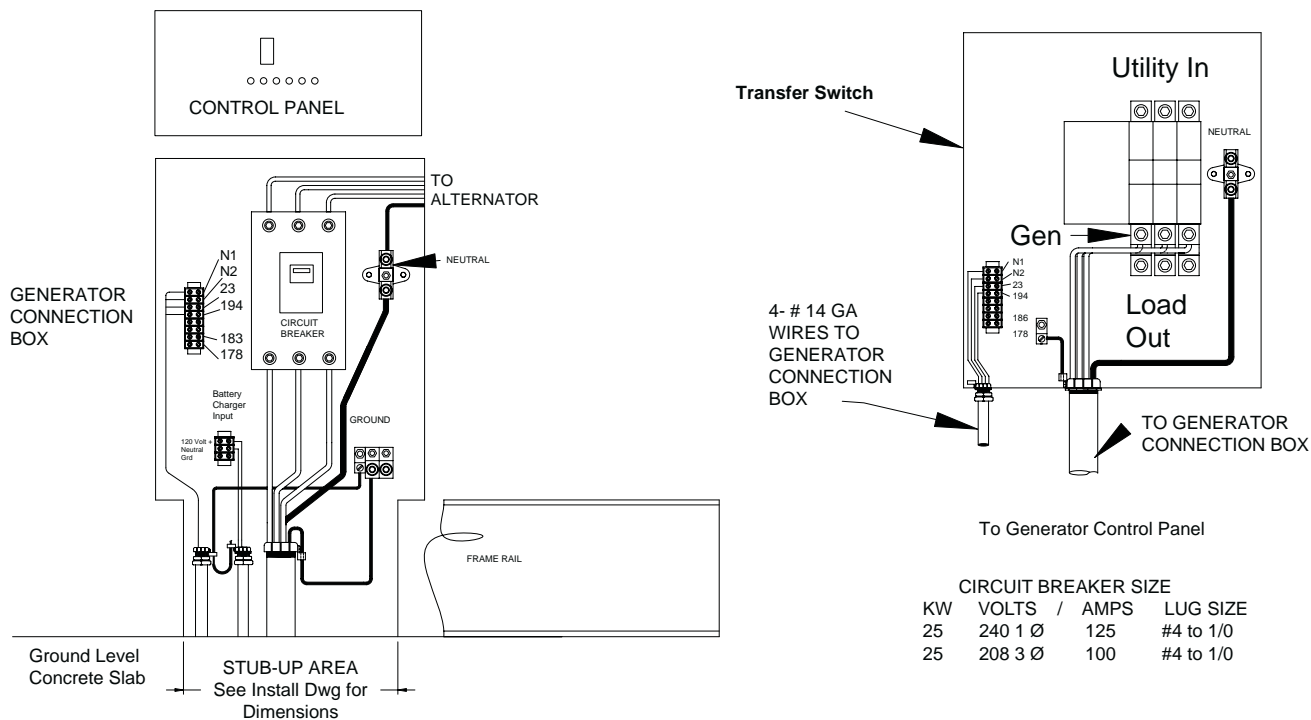 CONTROL PANEL
TO
ALTERNATOR
NEUTRAL
N1
N2
23
194
183
178
GENERATOR
CONNECTION
BOX
CIRCUIT
BREAKER
Battery
Charger
Input
120 Volt +
Neutral
Grd
GROUND
FRAME RAIL
Ground Level
Concrete Slab
STUB-UP AREA
See Install Dwg for
Dimensions
Transfer Switch
Utility In
NEUTRAL
Gen
N1
N2
23
194
186
178
Load
Out
4- # 14 GA
WIRES TO
GENERATOR
CONNECTION
BOX
TO GENERATOR
CONNECTION BOX
To Generator Control Panel
CIRCUIT BREAKER SIZE
KW VOLTS / AMPS LUG SIZE
25 240 1 Ø 125 #4 to 1/0
25 208 3 Ø 100 #4 to 1/0